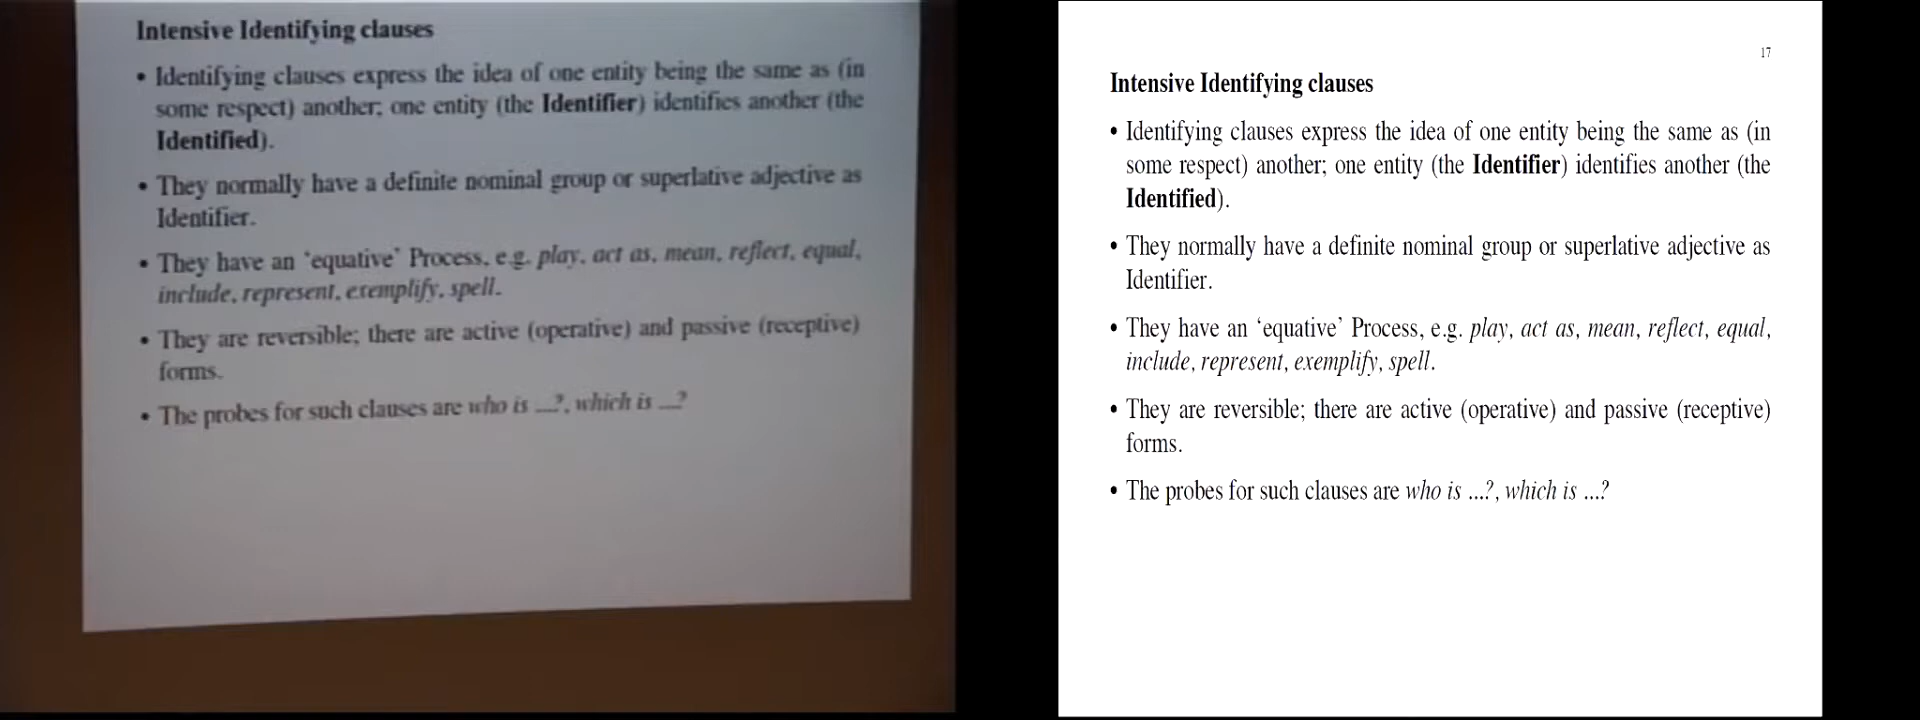 Intensive Identifying clauses
• Identifying clauses express the idea of one entity being the same as (in
some respect) another; one entity (the Identifier) identifies another (the
Identified).
• They normally have a definite nominal group or superlative adjective as
Identifier.
• They have an ‘equative’ Process, e.g. play, act as, mean, reflect, equal,
include, represent, exemplify, spell.
• They are reversible; there are active (operative) and passive (receptive)
forms.
• The probes for such clauses are who is ...?, which is ...?
17
Intensive Identifying clauses
• Identifying clauses express the idea of one entity being the same as (in
some respect) another; one entity (the Identifier) identifies another (the
Identified).
• They normally have a definite nominal group or superlative adjective as
Identifier.
• They have an ‘equative’ Process, e.g. play, act as, mean, reflect, equal,
include, represent, exemplify, spell.
• They are reversible; there are active (operative) and passive (receptive)
forms.
• The probes for such clauses are who is ...?, which is ...?